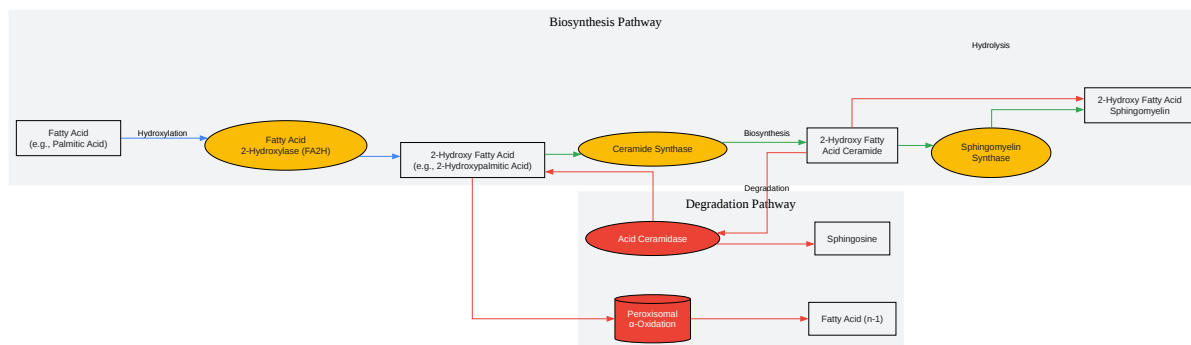 Biosynthesis Pathway
Hydrolysis
2-Hydroxy Fatty Acid
Sphingomyelin
Fatty Acid
(e.g., Palmitic Acid)
Hydroxylation
Fatty Acid
2-Hydroxylase (FA2H)
2-Hydroxy Fatty Acid
(e.g., 2-Hydroxypalmitic Acid)
Ceramide Synthase
Biosynthesis
2-Hydroxy Fatty
Acid Ceramide
Sphingomyelin
Synthase
Degradation
Degradation Pathway
Acid Ceramidase
Sphingosine
Peroxisomal
α-Oxidation
Fatty Acid (n-1)